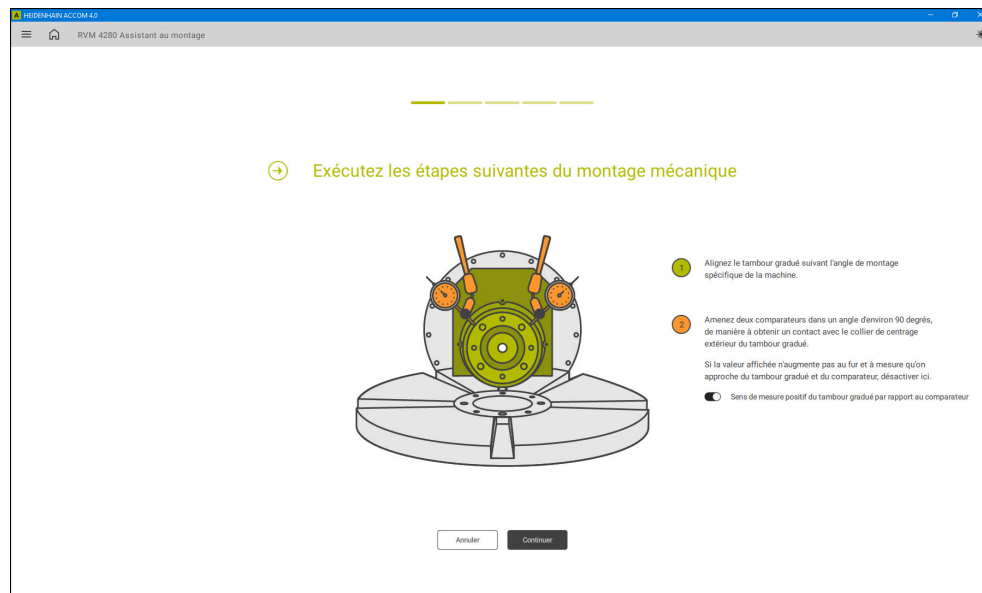 A HEIDENHAIN ACCOM 4.0
RVM 4280 Assistant au montage
Exécutez les étapes suivantes du montage mécanique
1 Alignez le tambour gradué suivant l'angle de montage
spécifique de la machine.
2 Amenez deux comparateurs dans un angle d'environ 90 degrés,
de manière à obtenir un contact avec le collier de centrage
extérieur du tambour gradué.
Si la valeur affichée n'augmente pas au fur et à mesure qu'on
approche du tambour gradué et du comparateur, désactiver ici.
Sens de mesure positif du tambour gradué par rapport au comparateur
Annuler
Continuer